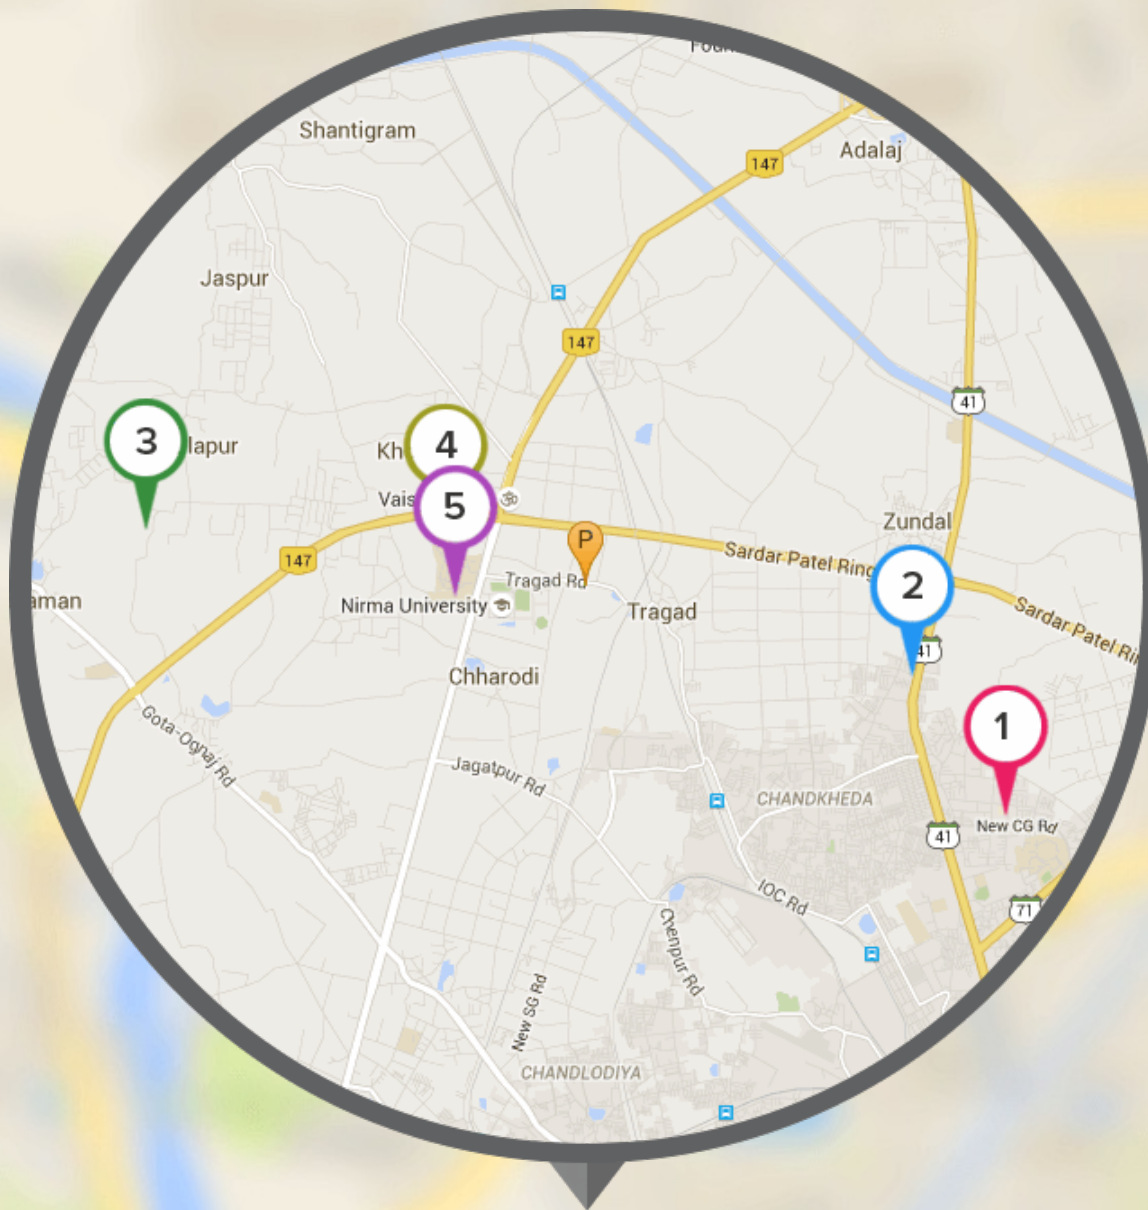 Shantigram
147
Adalaj
Jaspur
147
41
3
lapur
Kh
4
Vais
5
Zundal
P
147
Sardar Patel Ring
2
Tragad Rd
aman
Nirma University
Tragad
Sardar Patel Ri
41
Chharodi
1
Gota-Ognaj Rd
Jagatpur Rd
CHANDKHEDA
New CG Rd
41
IOC Rd
71
Chenpur Rd
New SG Rd
CHANDLODIYA